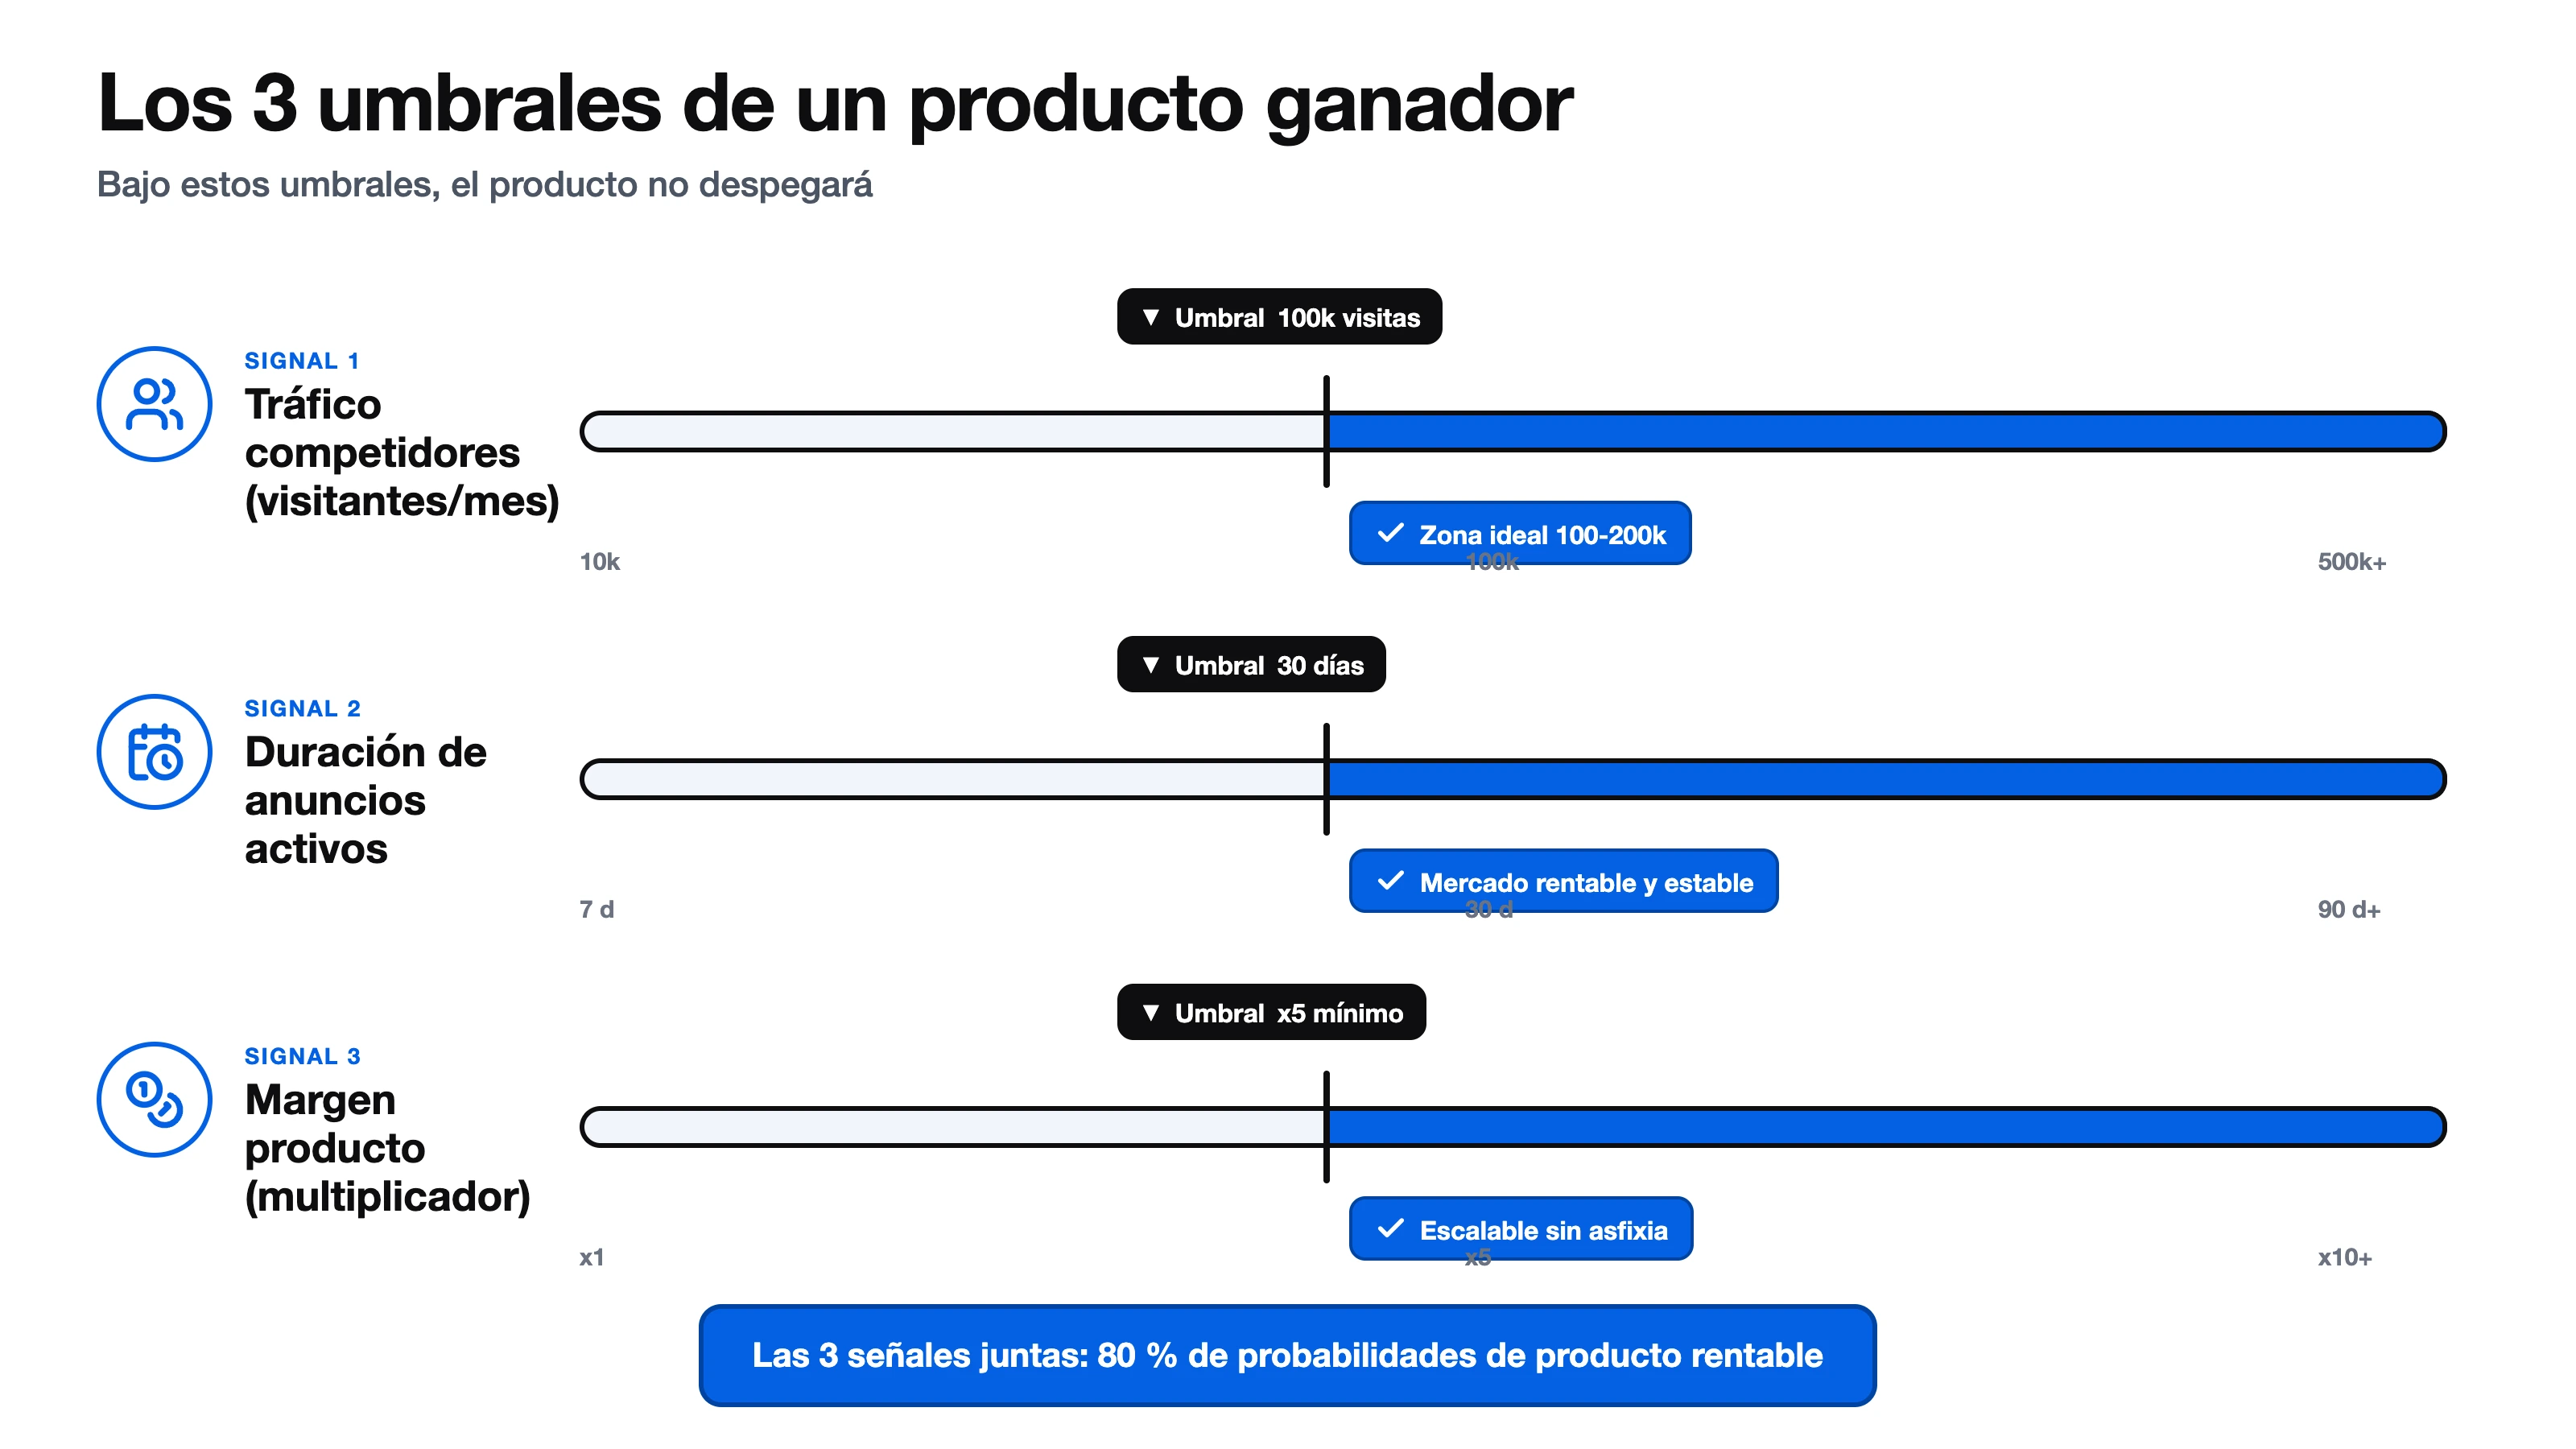 Los 3 umbrales de un producto ganador
Bajo estos umbrales, el producto no despegará
▼ Umbral 100k visitas
SIGNAL 1
Tráfico
competidores
(visitantes/mes)
Zona ideal 100-200k
10k
100k
500k+
▼ Umbral 30 días
SIGNAL 2
Duración de
anuncios
activos
Mercado rentable y estable
7 d
30 d
90 d+
▼ Umbral x5 mínimo
SIGNAL 3
Margen
producto
(multiplicador)
Escalable sin asfixia
x1
x5
x10+
Las 3 señales juntas: 80 % de probabilidades de producto rentable